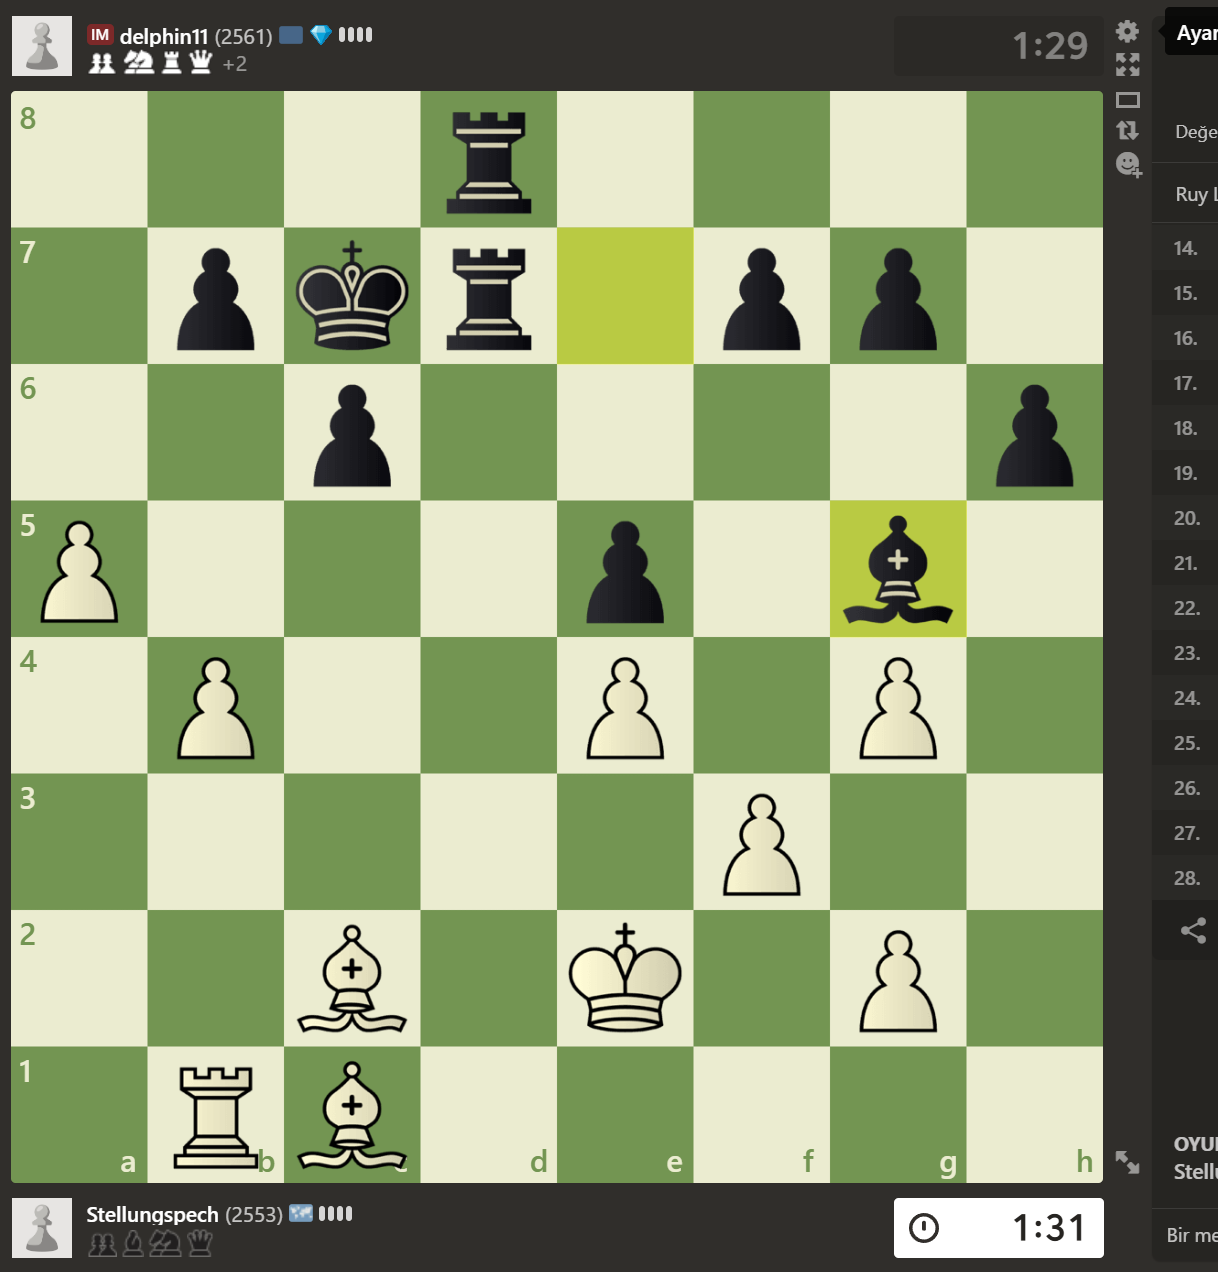 IM delphin11 (2561)
+2
1:29
Ayar
8
7
6
5
4
3
2
1
a b c d e f g h
Değe
Ruy L
14.
15.
16.
17.
18.
19.
20.
21.
22.
23.
24.
25.
26.
27.
28.
OYUI
Stellu
Bir me
Stellungspech (2553)
1:31